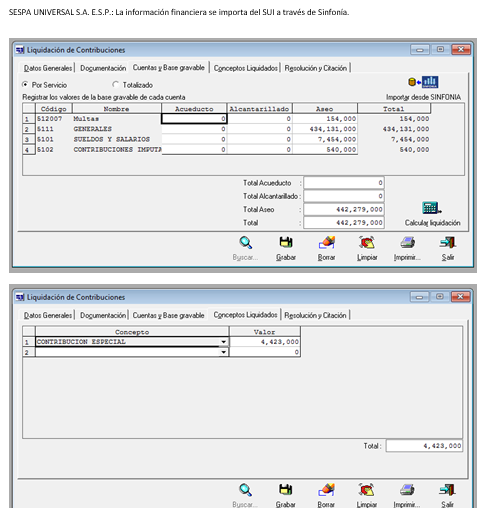 SESPA UNIVERSAL S.A. E.S.P.: La información financiera se importa del SUI a través de Sinfonía.
Liquidación de Contribuciones
Datos Generales Documentación Cuentas y Base gravable Conceptos Liquidados Resolución y Citación
Por Servicio Totalizado
Registrar los valores de la base gravable de cada cuenta Importar desde SINFONIA
Código Nombre Acueducto Alcantarillado Aseo Total
1 512007 Multas 0 0 154,000 154,000
2 5111 GENERALES 0 0 434,131,000 434,131,000
3 5101 SUELDOS Y SALARIOS 0 0 7,454,000 7,454,000
4 5102 CONTRIBUCIONES IMPUTA 0 0 540,000 540,000
Total Acueducto : 0
Total Alcantarillado : 0
Total Aseo : 442,279,000
Total : 442,279,000 Calcular liquidación
Buscar... Grabar Borrar Limpiar Imprimir... Salir
Liquidación de Contribuciones
Datos Generales Documentación Cuentas y Base gravable Conceptos Liquidados Resolución y Citación
Concepto Valor
1 CONTRIBUCION ESPECIAL 4,423,000
2 0
Total : 4,423,000
Buscar... Grabar Borrar Limpiar Imprimir... Salir